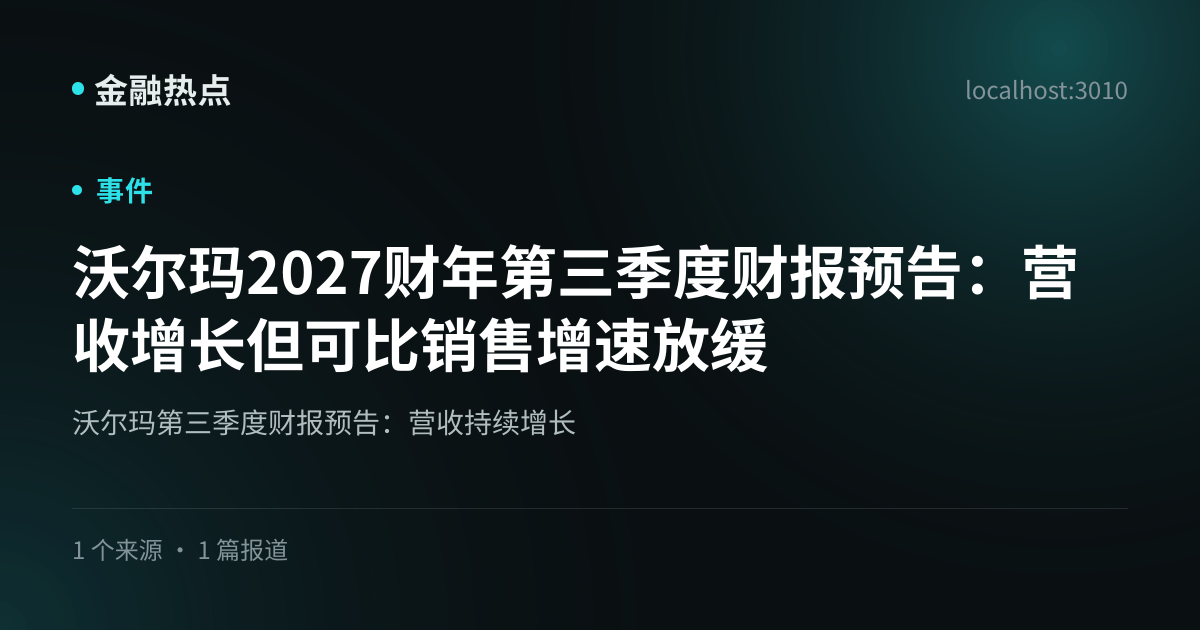 金融热点
localhost:3010
事件
沃尔玛2027财年第三季度财报预告：营
收增长但可比销售增速放缓
沃尔玛第三季度财报预告：营收持续增长
1 个来源 · 1 篇报道